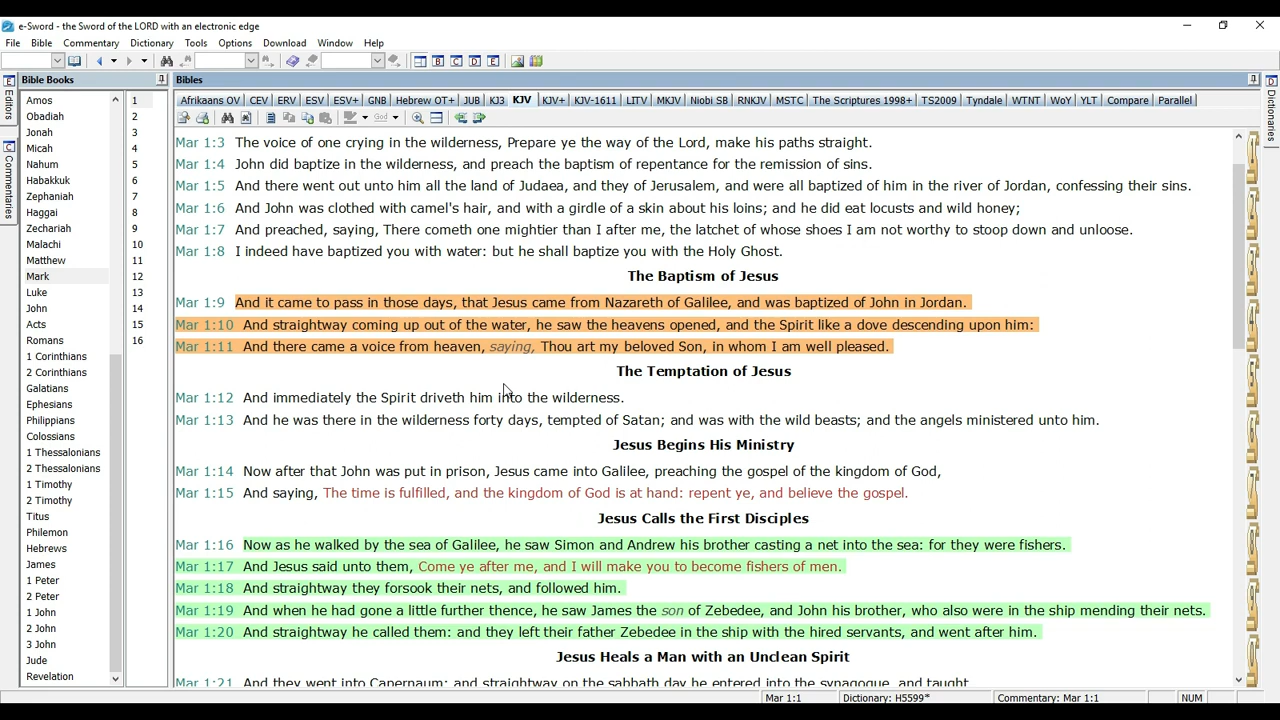 e-Sword - the Sword of the LORD with an electronic edge
File Bible Commentary Dictionary Tools Options Download Window Help
Bible Books
Bibles
Editors
Commentaries
Dictionaries
Afrikaans OV CEV ERV ESV ESV+ GNB Hebrew OT+ JUB KJ3 KJV KJV+ KJV-1611 LITV MKJV Niobi SB RNKJV MSTC The Scriptures 1998+ TS2009 Tyndale WTNT WoY YLT Compare Parallel
Amos 1
Obadiah 2
Jonah 3
Micah 4
Nahum 5
Habakkuk 6
Zephaniah 7
Haggai 8
Zechariah 9
Malachi 10
Matthew 11
Mark 12
Luke 13
John 14
Acts 15
Romans 16
1 Corinthians
2 Corinthians
Galatians
Ephesians
Philippians
Colossians
1 Thessalonians
2 Thessalonians
1 Timothy
2 Timothy
Titus
Philemon
Hebrews
James
1 Peter
2 Peter
1 John
2 John
3 John
Jude
Revelation
Mar 1:3 The voice of one crying in the wilderness, Prepare ye the way of the Lord, make his paths straight.
Mar 1:4 John did baptize in the wilderness, and preach the baptism of repentance for the remission of sins.
Mar 1:5 And there went out unto him all the land of Judaea, and they of Jerusalem, and were all baptized of him in the river of Jordan, confessing their sins.
Mar 1:6 And John was clothed with camel's hair, and with a girdle of a skin about his loins; and he did eat locusts and wild honey;
Mar 1:7 And preached, saying, There cometh one mightier than I after me, the latchet of whose shoes I am not worthy to stoop down and unloose.
Mar 1:8 I indeed have baptized you with water: but he shall baptize you with the Holy Ghost.
The Baptism of Jesus
Mar 1:9 And it came to pass in those days, that Jesus came from Nazareth of Galilee, and was baptized of John in Jordan.
Mar 1:10 And straightway coming up out of the water, he saw the heavens opened, and the Spirit like a dove descending upon him:
Mar 1:11 And there came a voice from heaven, saying, Thou art my beloved Son, in whom I am well pleased.
The Temptation of Jesus
Mar 1:12 And immediately the Spirit driveth him into the wilderness.
Mar 1:13 And he was there in the wilderness forty days, tempted of Satan; and was with the wild beasts; and the angels ministered unto him.
Jesus Begins His Ministry
Mar 1:14 Now after that John was put in prison, Jesus came into Galilee, preaching the gospel of the kingdom of God,
Mar 1:15 And saying, The time is fulfilled, and the kingdom of God is at hand: repent ye, and believe the gospel.
Jesus Calls the First Disciples
Mar 1:16 Now as he walked by the sea of Galilee, he saw Simon and Andrew his brother casting a net into the sea: for they were fishers.
Mar 1:17 And Jesus said unto them, Come ye after me, and I will make you to become fishers of men.
Mar 1:18 And straightway they forsook their nets, and followed him.
Mar 1:19 And when he had gone a little further thence, he saw James the son of Zebedee, and John his brother, who also were in the ship mending their nets.
Mar 1:20 And straightway he called them: and they left their father Zebedee in the ship with the hired servants, and went after him.
Jesus Heals a Man with an Unclean Spirit
Mar 1:21 And they went into Capernaum; and straightway on the sabbath day he entered into the synagogue, and taught.
Mar 1:1 Dictionary: H5599* Commentary: Mar 1:1 NUM